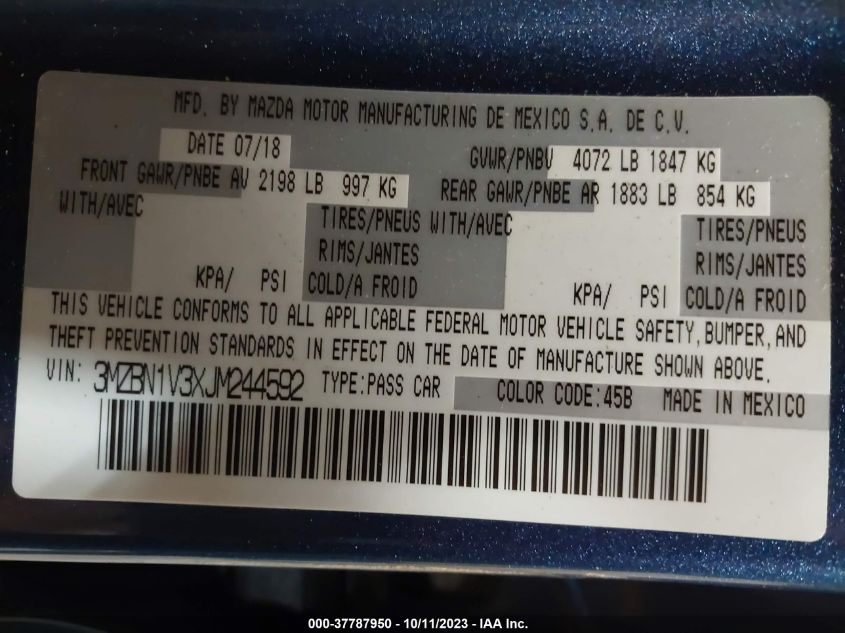 MFD. BY MAZDA MOTOR MANUFACTURING DE MEXICO S.A. DE C.V.
DATE 07/18 GVWR/PNBV 4072 LB 1847 KG
FRONT GAWR/PNBE AV 2198 LB 997 KG REAR GAWR/PNBE AR 1883 LB 854 KG
WITH/AVEC TIRES/PNEUS WITH/AVEC TIRES/PNEUS
RIMS/JANTES RIMS/JANTES
KPA/ PSI COLD/A FROID KPA/ PSI COLD/A FROID
THIS VEHICLE CONFORMS TO ALL APPLICABLE FEDERAL MOTOR VEHICLE SAFETY, BUMPER, AND
THEFT PREVENTION STANDARDS IN EFFECT ON THE DATE OF MANUFACTURE SHOWN ABOVE.
VIN: 3MZBN1V3XJM244592 TYPE:PASS CAR COLOR CODE:45B MADE IN MEXICO
000-37787950 - 10/11/2023 - IAA Inc.